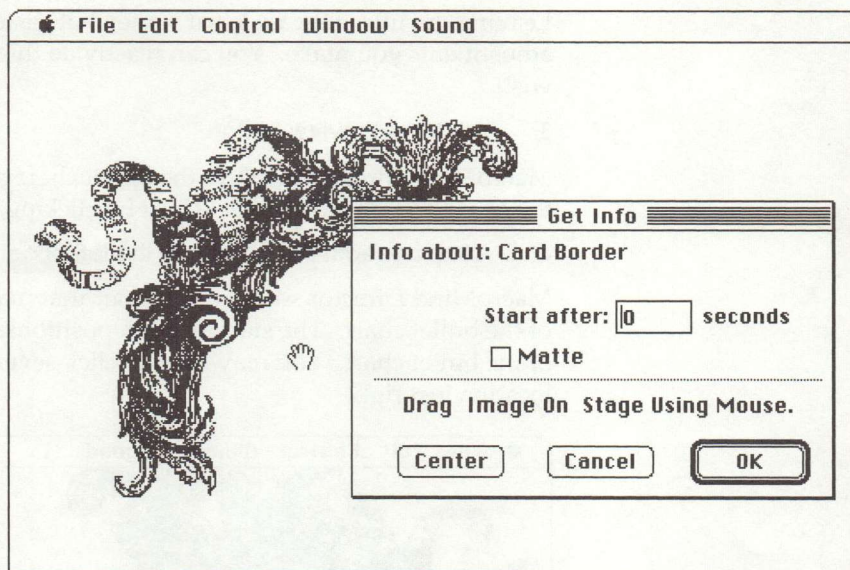 File Edit Control Window Sound
Get Info
Info about: Card Border
Start after: 0 seconds
Matte
Drag Image On Stage Using Mouse.
Center Cancel OK